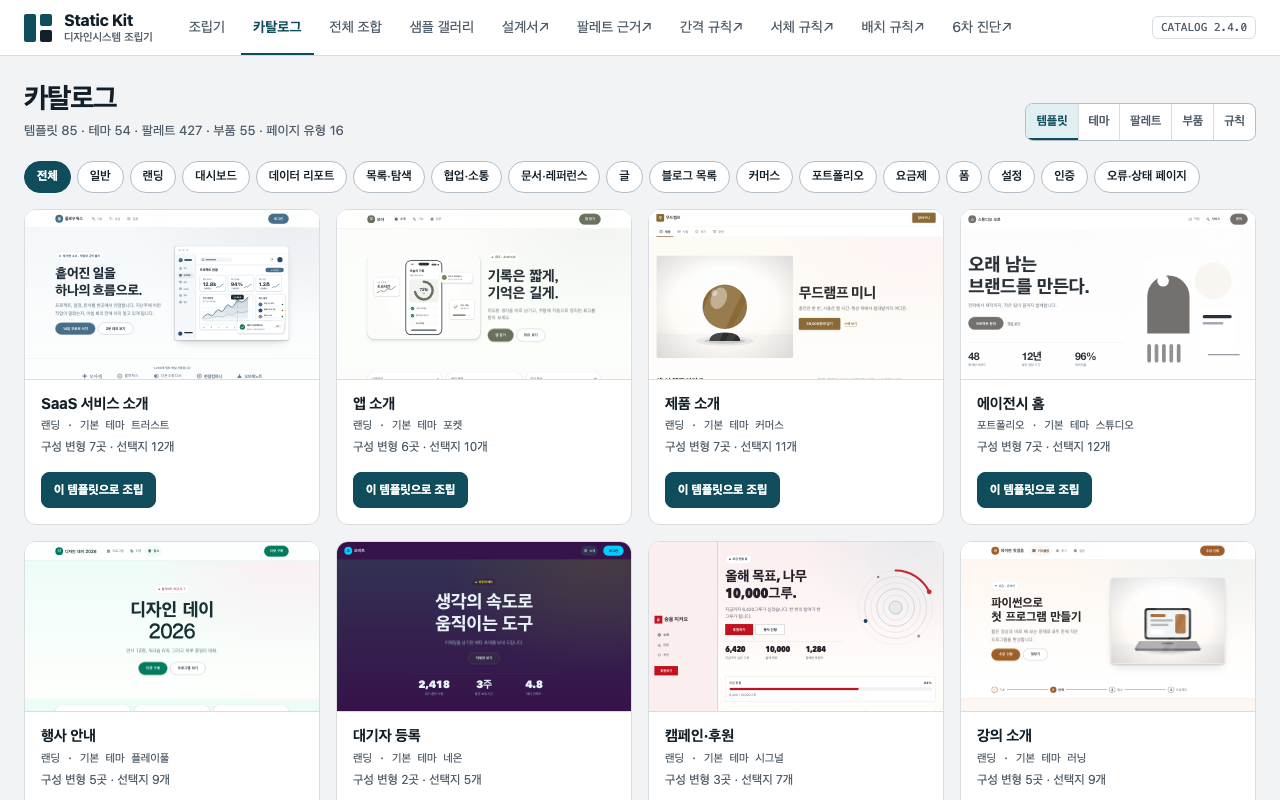 Static Kit
디자인시스템 조립기
조립기
카탈로그
전체 조합
샘플 갤러리
설계서↗
팔레트 근거↗
간격 규칙↗
서체 규칙↗
배치 규칙↗
6차 진단↗
CATALOG 2.4.0
카탈로그
템플릿 85 · 테마 54 · 팔레트 427 · 부품 55 · 페이지 유형 16
템플릿
테마
팔레트
부품
규칙
전체
일반
랜딩
대시보드
데이터 리포트
목록·탐색
협업·소통
문서·레퍼런스
글
블로그 목록
커머스
포트폴리오
요금제
폼
설정
인증
오류·상태 페이지
흩어진 일을
하나의 흐름으로.
SaaS 서비스 소개
랜딩 · 기본 테마 트러스트
구성 변형 7곳 · 선택지 12개
이 템플릿으로 조립
기록은 짧게,
기억은 길게.
앱 소개
랜딩 · 기본 테마 포켓
구성 변형 6곳 · 선택지 10개
이 템플릿으로 조립
무드램프 미니
제품 소개
랜딩 · 기본 테마 커머스
구성 변형 7곳 · 선택지 11개
이 템플릿으로 조립
오래 남는
브랜드를 만든다.
48
12년
96%
에이전시 홈
포트폴리오 · 기본 테마 스튜디오
구성 변형 7곳 · 선택지 12개
이 템플릿으로 조립
디자인 데이 2026
디자인 데이
2026
행사 안내
랜딩 · 기본 테마 플레이풀
구성 변형 5곳 · 선택지 9개
생각의 속도로
움직이는 도구
2,418
3주
4.8
대기자 등록
랜딩 · 기본 테마 네온
구성 변형 2곳 · 선택지 5개
올해 목표, 나무
10,000그루.
6,420
10,000
1,284
캠페인·후원
랜딩 · 기본 테마 시그널
구성 변형 3곳 · 선택지 7개
파이썬으로
첫 프로그램 만들기
강의 소개
랜딩 · 기본 테마 러닝
구성 변형 5곳 · 선택지 9개